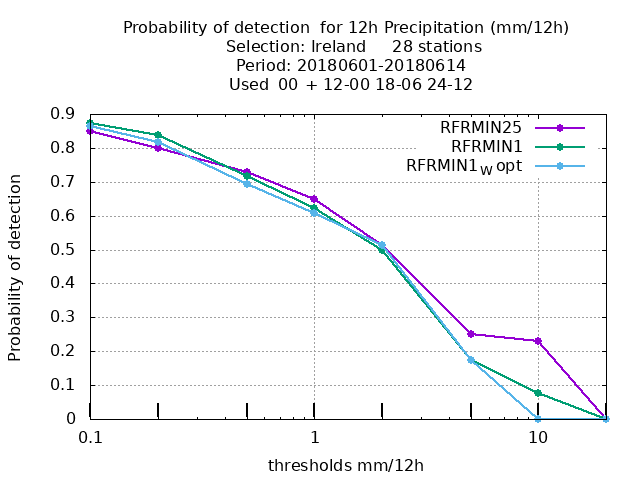 Probability of detection  for 12h Precipitation (mm/12h)
Selection: Ireland     28 stations
Period: 20180601-20180614
Used  00  + 12-00 18-06 24-12
RFRMIN25
RFRMIN1
RFRMIN1W opt
Probability of detection
0.9
0.8
0.7
0.6
0.5
0.4
0.3
0.2
0.1
0
0.1 1 10
thresholds mm/12h